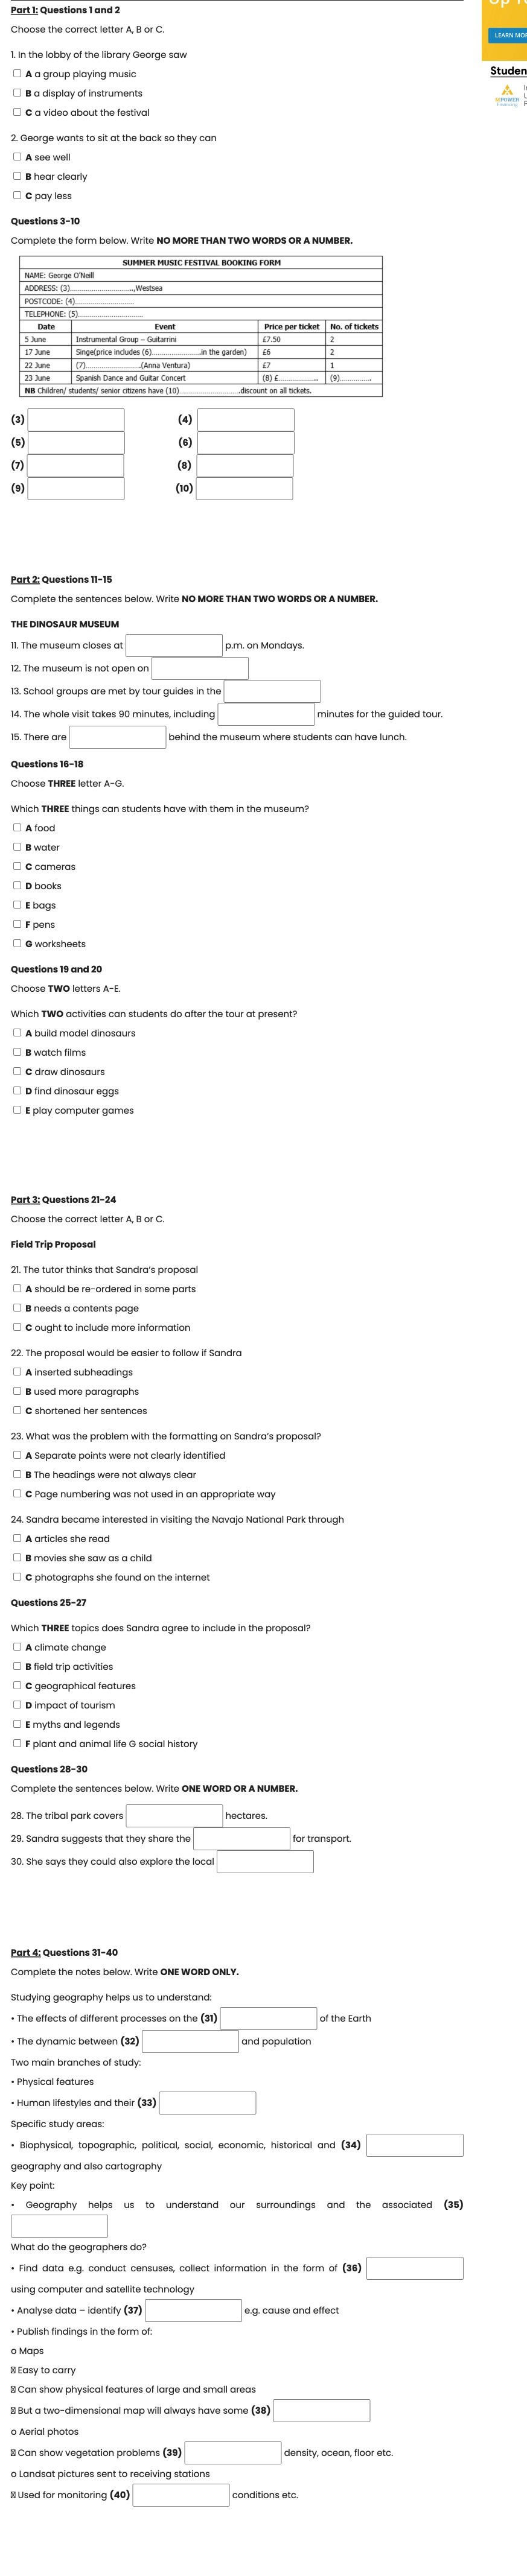 Part 1: Questions 1 and 2
Choose the correct letter A, B or C.
1. In the lobby of the library George saw
A a group playing music
B a display of instruments
C a video about the festival
2. George wants to sit at the back so they can
A see well
B hear clearly
C pay less
Questions 3-10
Complete the form below. Write NO MORE THAN TWO WORDS OR A NUMBER.
SUMMER MUSIC FESTIVAL BOOKING FORM
NAME: George O'Neill
ADDRESS: (3)............................,Westsea
POSTCODE: (4)............................
TELEPHONE: (5)............................
Date Event Price per ticket No. of tickets
5 June Instrumental Group – Guitarrini £7.50 2
17 June Singe(price includes (6)......................in the garden) £6 2
22 June (7)......................(Anna Ventura) £7 1
23 June Spanish Dance and Guitar Concert (8) £............... (9)...............
NB Children/ students/ senior citizens have (10)............................discount on all tickets.
(3) (4)
(5) (6)
(7) (8)
(9) (10)
Part 2: Questions 11-15
Complete the sentences below. Write NO MORE THAN TWO WORDS OR A NUMBER.
THE DINOSAUR MUSEUM
11. The museum closes at p.m. on Mondays.
12. The museum is not open on
13. School groups are met by tour guides in the
14. The whole visit takes 90 minutes, including minutes for the guided tour.
15. There are behind the museum where students can have lunch.
Questions 16-18
Choose THREE letter A-G.
Which THREE things can students have with them in the museum?
A food
B water
C cameras
D books
E bags
F pens
G worksheets
Questions 19 and 20
Choose TWO letters A-E.
Which TWO activities can students do after the tour at present?
A build model dinosaurs
B watch films
C draw dinosaurs
D find dinosaur eggs
E play computer games
Part 3: Questions 21-24
Choose the correct letter A, B or C.
Field Trip Proposal
21. The tutor thinks that Sandra's proposal
A should be re-ordered in some parts
B needs a contents page
C ought to include more information
22. The proposal would be easier to follow if Sandra
A inserted subheadings
B used more paragraphs
C shortened her sentences
23. What was the problem with the formatting on Sandra's proposal?
A Separate points were not clearly identified
B The headings were not always clear
C Page numbering was not used in an appropriate way
24. Sandra became interested in visiting the Navajo National Park through
A articles she read
B movies she saw as a child
C photographs she found on the internet
Questions 25-27
Which THREE topics does Sandra agree to include in the proposal?
A climate change
B field trip activities
C geographical features
D impact of tourism
E myths and legends
F plant and animal life G social history
Questions 28-30
Complete the sentences below. Write ONE WORD OR A NUMBER.
28. The tribal park covers hectares.
29. Sandra suggests that they share the for transport.
30. She says they could also explore the local
Part 4: Questions 31-40
Complete the notes below. Write ONE WORD ONLY.
Studying geography helps us to understand:
• The effects of different processes on the (31) of the Earth
• The dynamic between (32) and population
Two main branches of study:
• Physical features
• Human lifestyles and their (33)
Specific study areas:
• Biophysical, topographic, political, social, economic, historical and (34)
geography and also cartography
Key point:
• Geography helps us to understand our surroundings and the associated (35)
What do the geographers do?
• Find data e.g. conduct censuses, collect information in the form of (36)
using computer and satellite technology
• Analyse data – identify (37) e.g. cause and effect
• Publish findings in the form of:
o Maps
Easy to carry
Can show physical features of large and small areas
But a two-dimensional map will always have some (38)
o Aerial photos
Can show vegetation problems (39) density, ocean, floor etc.
o Landsat pictures sent to receiving stations
Used for monitoring (40) conditions etc.
LEARN MO
Studen
MPOWER
Financing